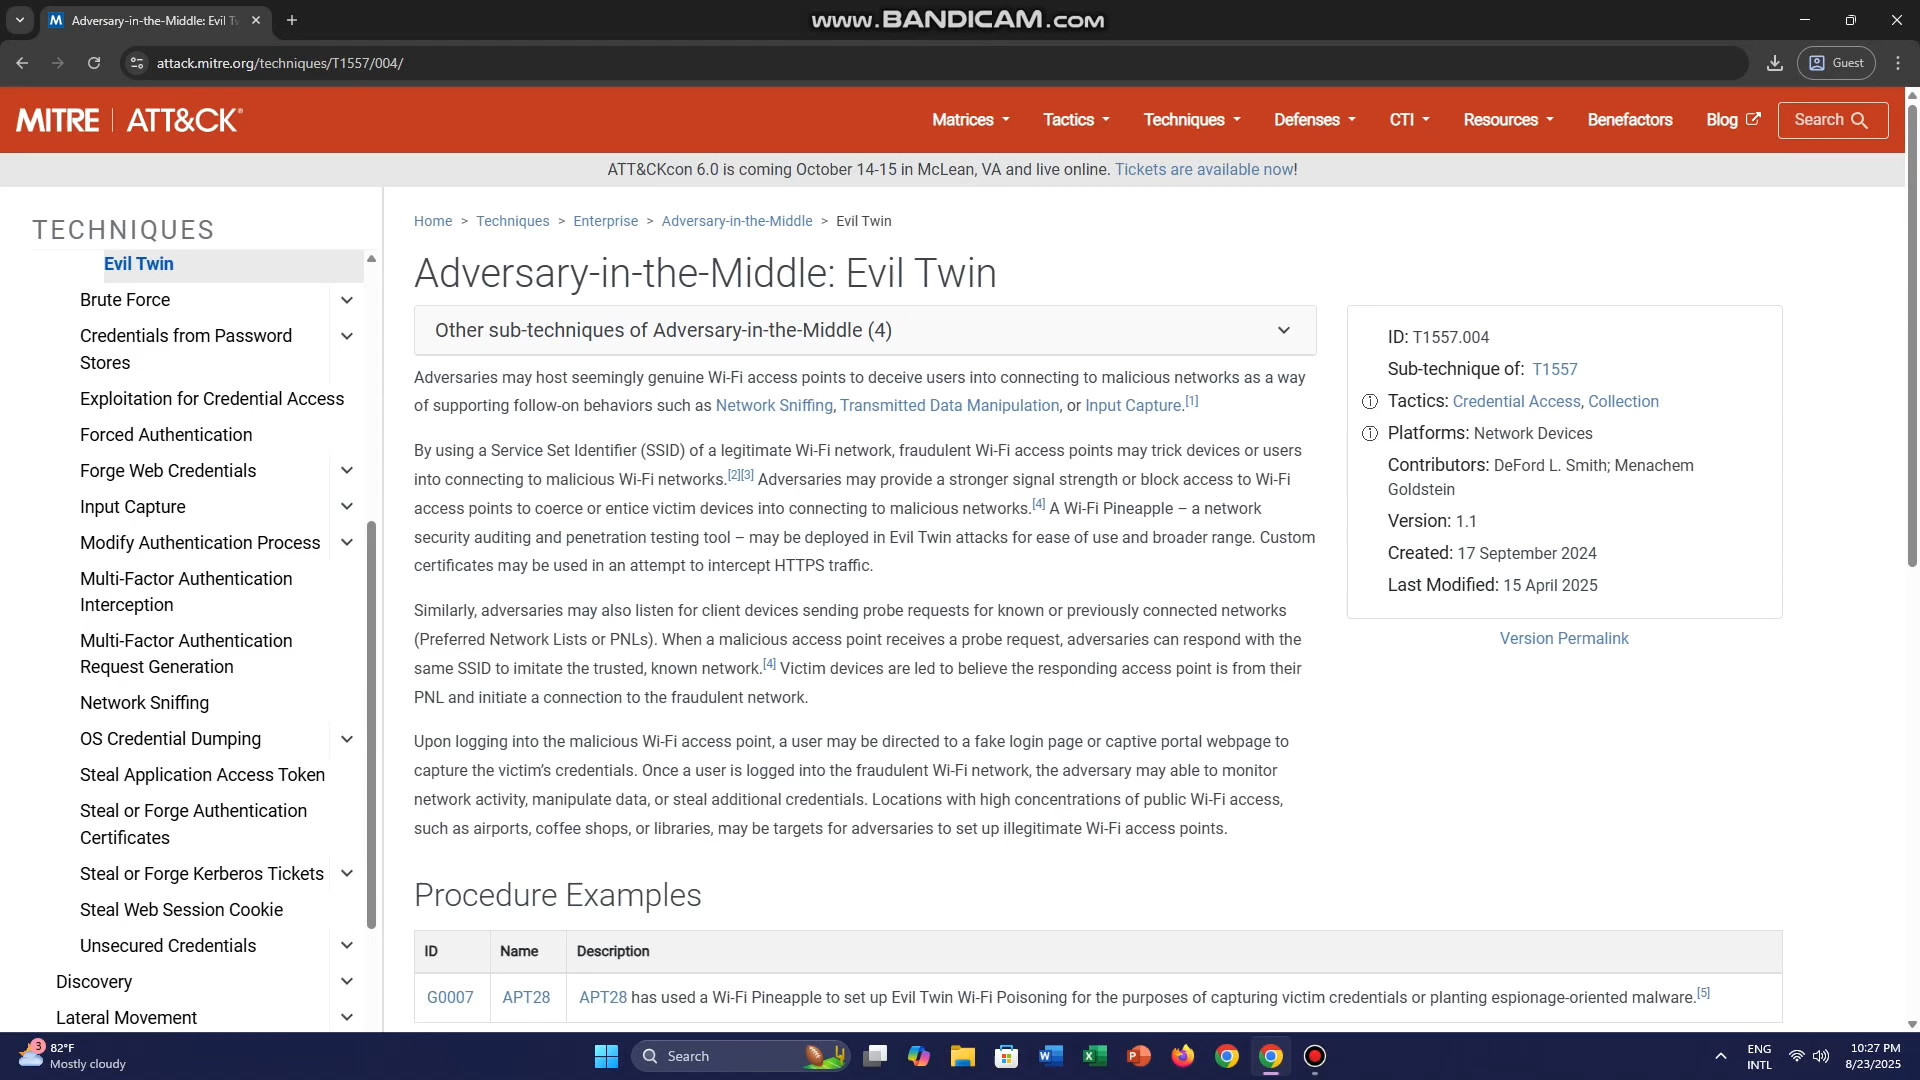 Adversary-in-the-Middle: Evil T
www.BANDICAM.com
attack.mitre.org/techniques/T1557/004/
Guest
MITRE | ATT&CK®
Matrices
Tactics
Techniques
Defenses
CTI
Resources
Benefactors
Blog
Search
ATT&CKcon 6.0 is coming October 14-15 in McLean, VA and live online. Tickets are available now!
TECHNIQUES
Evil Twin
Brute Force
Credentials from Password
Stores
Exploitation for Credential Access
Forced Authentication
Forge Web Credentials
Input Capture
Modify Authentication Process
Multi-Factor Authentication
Interception
Multi-Factor Authentication
Request Generation
Network Sniffing
OS Credential Dumping
Steal Application Access Token
Steal or Forge Authentication
Certificates
Steal or Forge Kerberos Tickets
Steal Web Session Cookie
Unsecured Credentials
Discovery
Lateral Movement
Home > Techniques > Enterprise > Adversary-in-the-Middle > Evil Twin
Adversary-in-the-Middle: Evil Twin
Other sub-techniques of Adversary-in-the-Middle (4)
Adversaries may host seemingly genuine Wi-Fi access points to deceive users into connecting to malicious networks as a way
of supporting follow-on behaviors such as Network Sniffing, Transmitted Data Manipulation, or Input Capture.[1]
By using a Service Set Identifier (SSID) of a legitimate Wi-Fi network, fraudulent Wi-Fi access points may trick devices or users
into connecting to malicious Wi-Fi networks.[2][3] Adversaries may provide a stronger signal strength or block access to Wi-Fi
access points to coerce or entice victim devices into connecting to malicious networks.[4] A Wi-Fi Pineapple – a network
security auditing and penetration testing tool – may be deployed in Evil Twin attacks for ease of use and broader range. Custom
certificates may be used in an attempt to intercept HTTPS traffic.
Similarly, adversaries may also listen for client devices sending probe requests for known or previously connected networks
(Preferred Network Lists or PNLs). When a malicious access point receives a probe request, adversaries can respond with the
same SSID to imitate the trusted, known network.[4] Victim devices are led to believe the responding access point is from their
PNL and initiate a connection to the fraudulent network.
Upon logging into the malicious Wi-Fi access point, a user may be directed to a fake login page or captive portal webpage to
capture the victim's credentials. Once a user is logged into the fraudulent Wi-Fi network, the adversary may able to monitor
network activity, manipulate data, or steal additional credentials. Locations with high concentrations of public Wi-Fi access,
such as airports, coffee shops, or libraries, may be targets for adversaries to set up illegitimate Wi-Fi access points.
ID: T1557.004
Sub-technique of: T1557
Tactics: Credential Access, Collection
Platforms: Network Devices
Contributors: DeFord L. Smith; Menachem
Goldstein
Version: 1.1
Created: 17 September 2024
Last Modified: 15 April 2025
Version Permalink
Procedure Examples
ID Name Description
G0007 APT28 APT28 has used a Wi-Fi Pineapple to set up Evil Twin Wi-Fi Poisoning for the purposes of capturing victim credentials or planting espionage-oriented malware.[5]
3
82°F
Mostly cloudy
Search
ENG
INTL
10:27 PM
8/23/2025